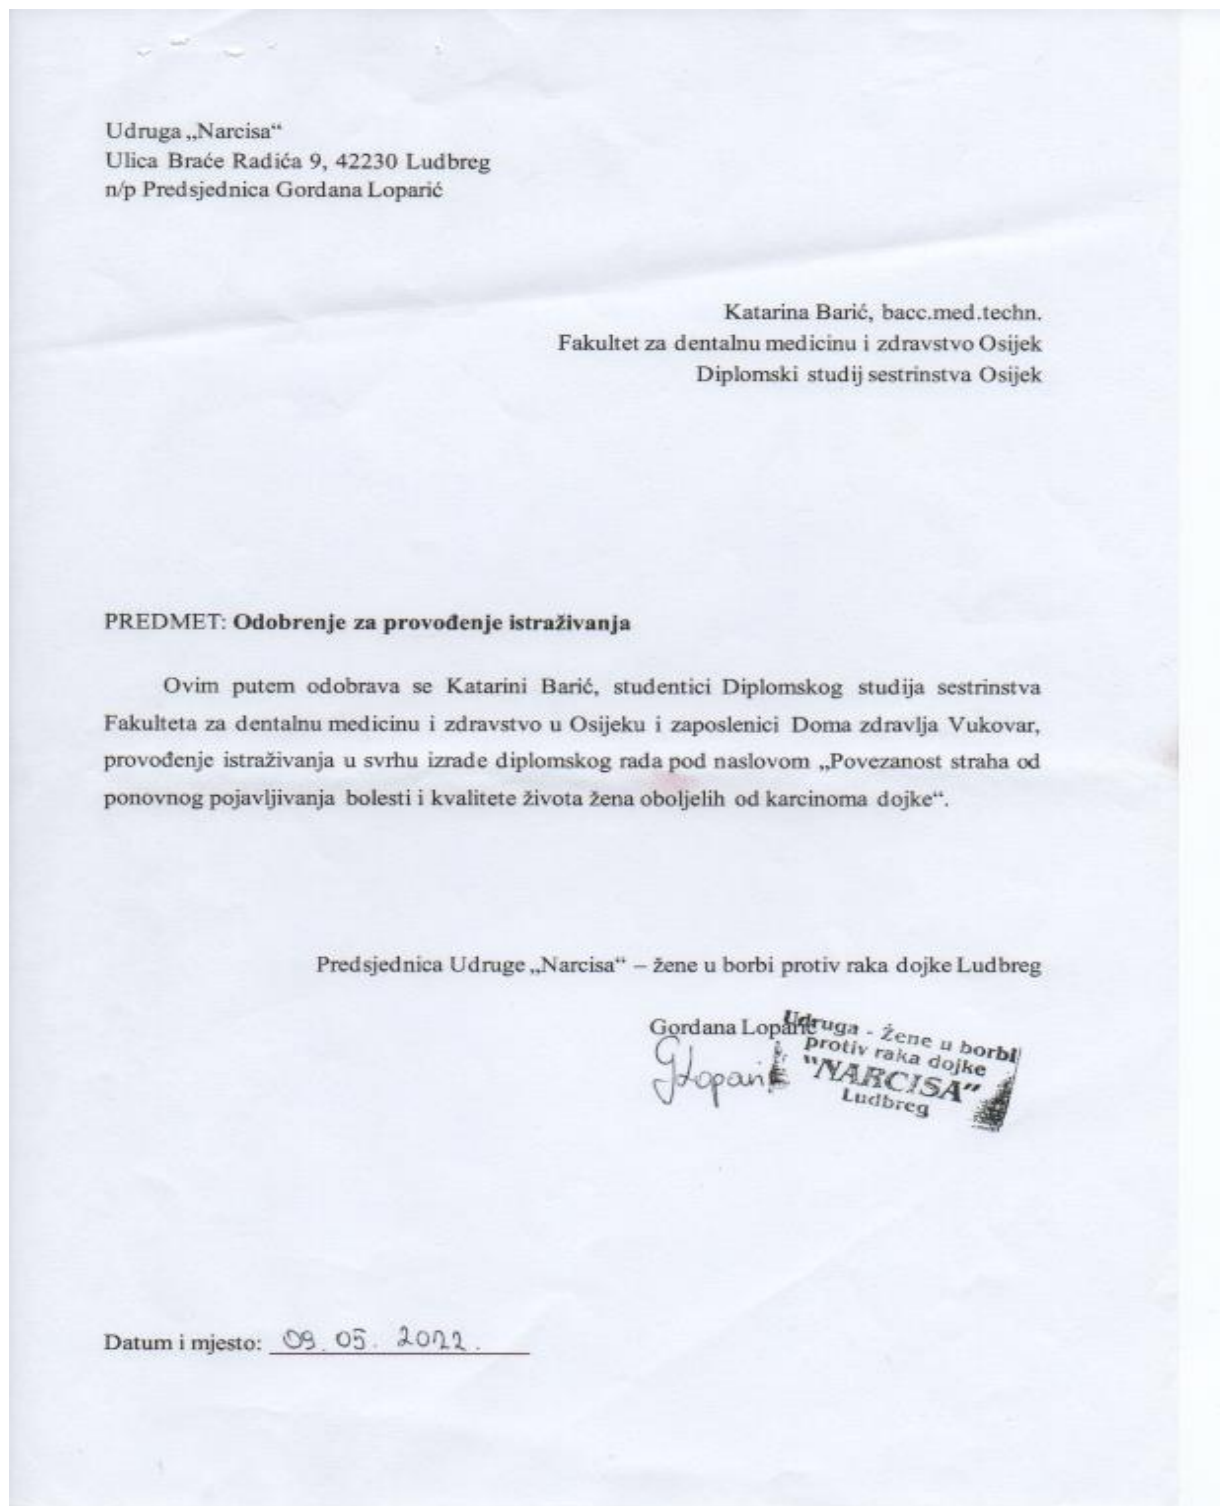 Udruga „Narcisa“
Ulica Braće Radića 9, 42230 Ludbreg
n/p Predsjednica Gordana Loparić
Katarina Barić, bacc.med.techn.
Fakultet za dentalnu medicinu i zdravstvo Osijek
Diplomski studij sestrinstva Osijek
PREDMET: Odobrenje za provođenje istraživanja
Ovim putem odobrava se Katarini Barić, studentici Diplomskog studija sestrinstva
Fakulteta za dentalnu medicinu i zdravstvo u Osijeku i zaposlenici Doma zdravlja Vukovar,
provođenje istraživanja u svrhu izrade diplomskog rada pod naslovom „Povezanost straha od
ponovnog pojavljivanja bolesti i kvalitete života žena oboljelih od karcinoma dojke“.
Predsjednica Udruge „Narcisa“ – žene u borbi protiv raka dojke Ludbreg
Gordana Loparić
GLoparić
Udruga - žene u borbi
protiv raka dojke
"NARCISA"
Ludbreg
Datum i mjesto: 09. 05. 2022.